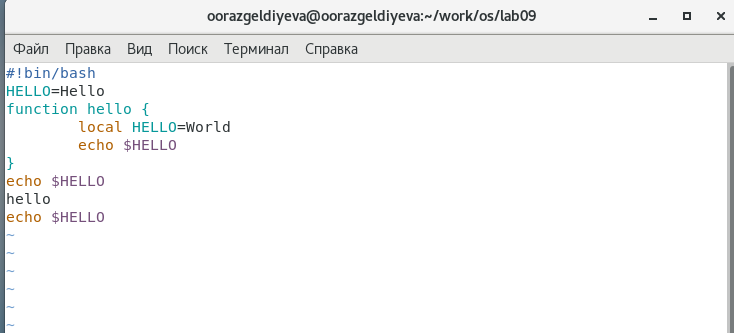 oorazgeldiyeva@oorazgeldiyeva:~/work/os/lab09
Файл Правка Вид Поиск Терминал Справка
#!bin/bash
HELLO=Hello
function hello {
        local HELLO=World
        echo $HELLO
}
echo $HELLO
hello
echo $HELLO
~
~
~
~
~
~